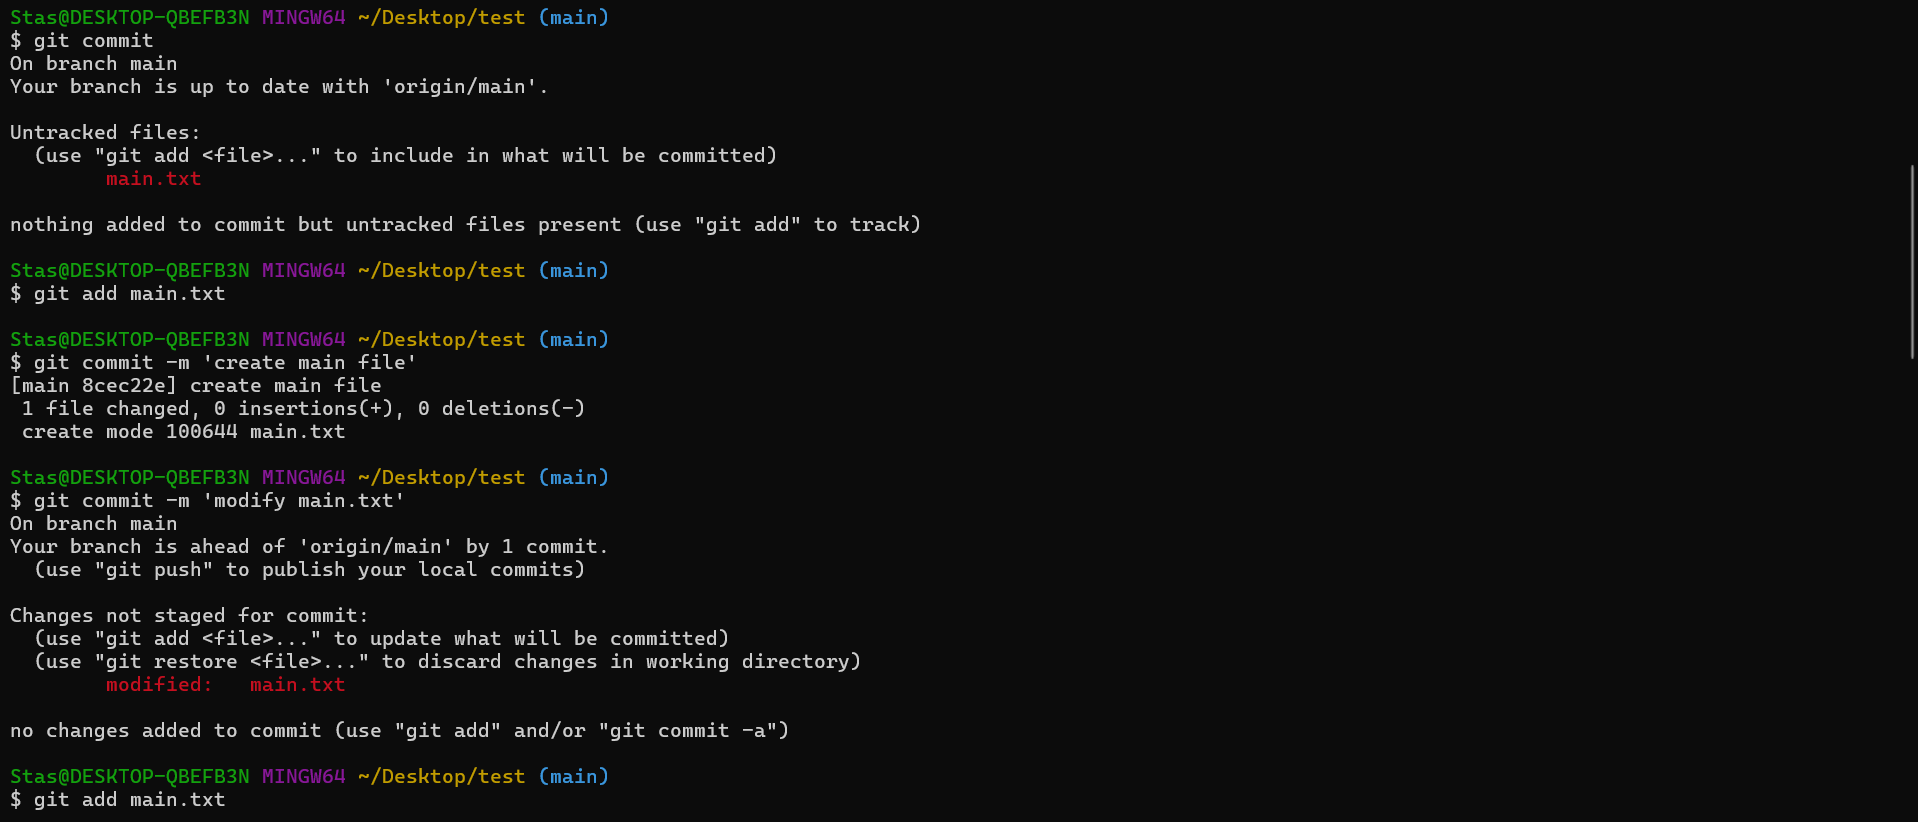 Stas@DESKTOP-QBEFB3N MINGW64 ~/Desktop/test (main)
$ git commit
On branch main
Your branch is up to date with 'origin/main'.

Untracked files:
  (use "git add <file>..." to include in what will be committed)
        main.txt

nothing added to commit but untracked files present (use "git add" to track)

Stas@DESKTOP-QBEFB3N MINGW64 ~/Desktop/test (main)
$ git add main.txt

Stas@DESKTOP-QBEFB3N MINGW64 ~/Desktop/test (main)
$ git commit -m 'create main file'
[main 8cec22e] create main file
 1 file changed, 0 insertions(+), 0 deletions(-)
 create mode 100644 main.txt

Stas@DESKTOP-QBEFB3N MINGW64 ~/Desktop/test (main)
$ git commit -m 'modify main.txt'
On branch main
Your branch is ahead of 'origin/main' by 1 commit.
  (use "git push" to publish your local commits)

Changes not staged for commit:
  (use "git add <file>..." to update what will be committed)
  (use "git restore <file>..." to discard changes in working directory)
        modified:   main.txt

no changes added to commit (use "git add" and/or "git commit -a")

Stas@DESKTOP-QBEFB3N MINGW64 ~/Desktop/test (main)
$ git add main.txt